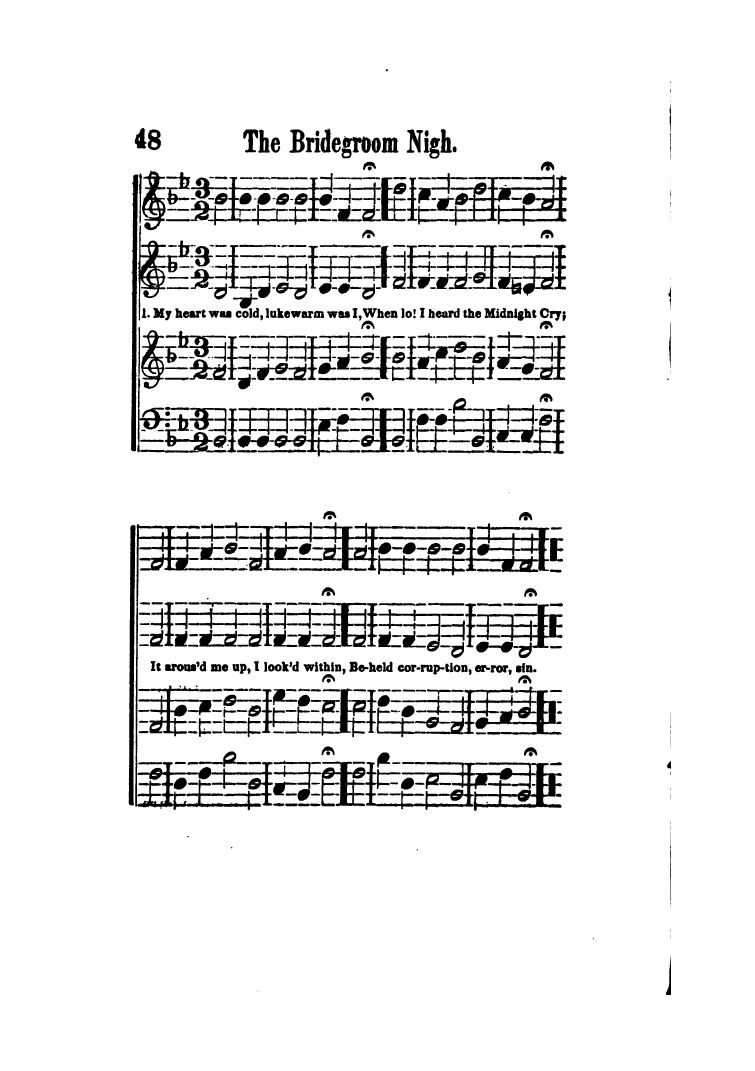 48 The Bridegroom Nigh.
1. My heart was cold, lukewarm was I, When lo! I heard the Midnight Cry;
It arous'd me up, I look'd within, Be-held cor-rup-tion, er-ror, sin.